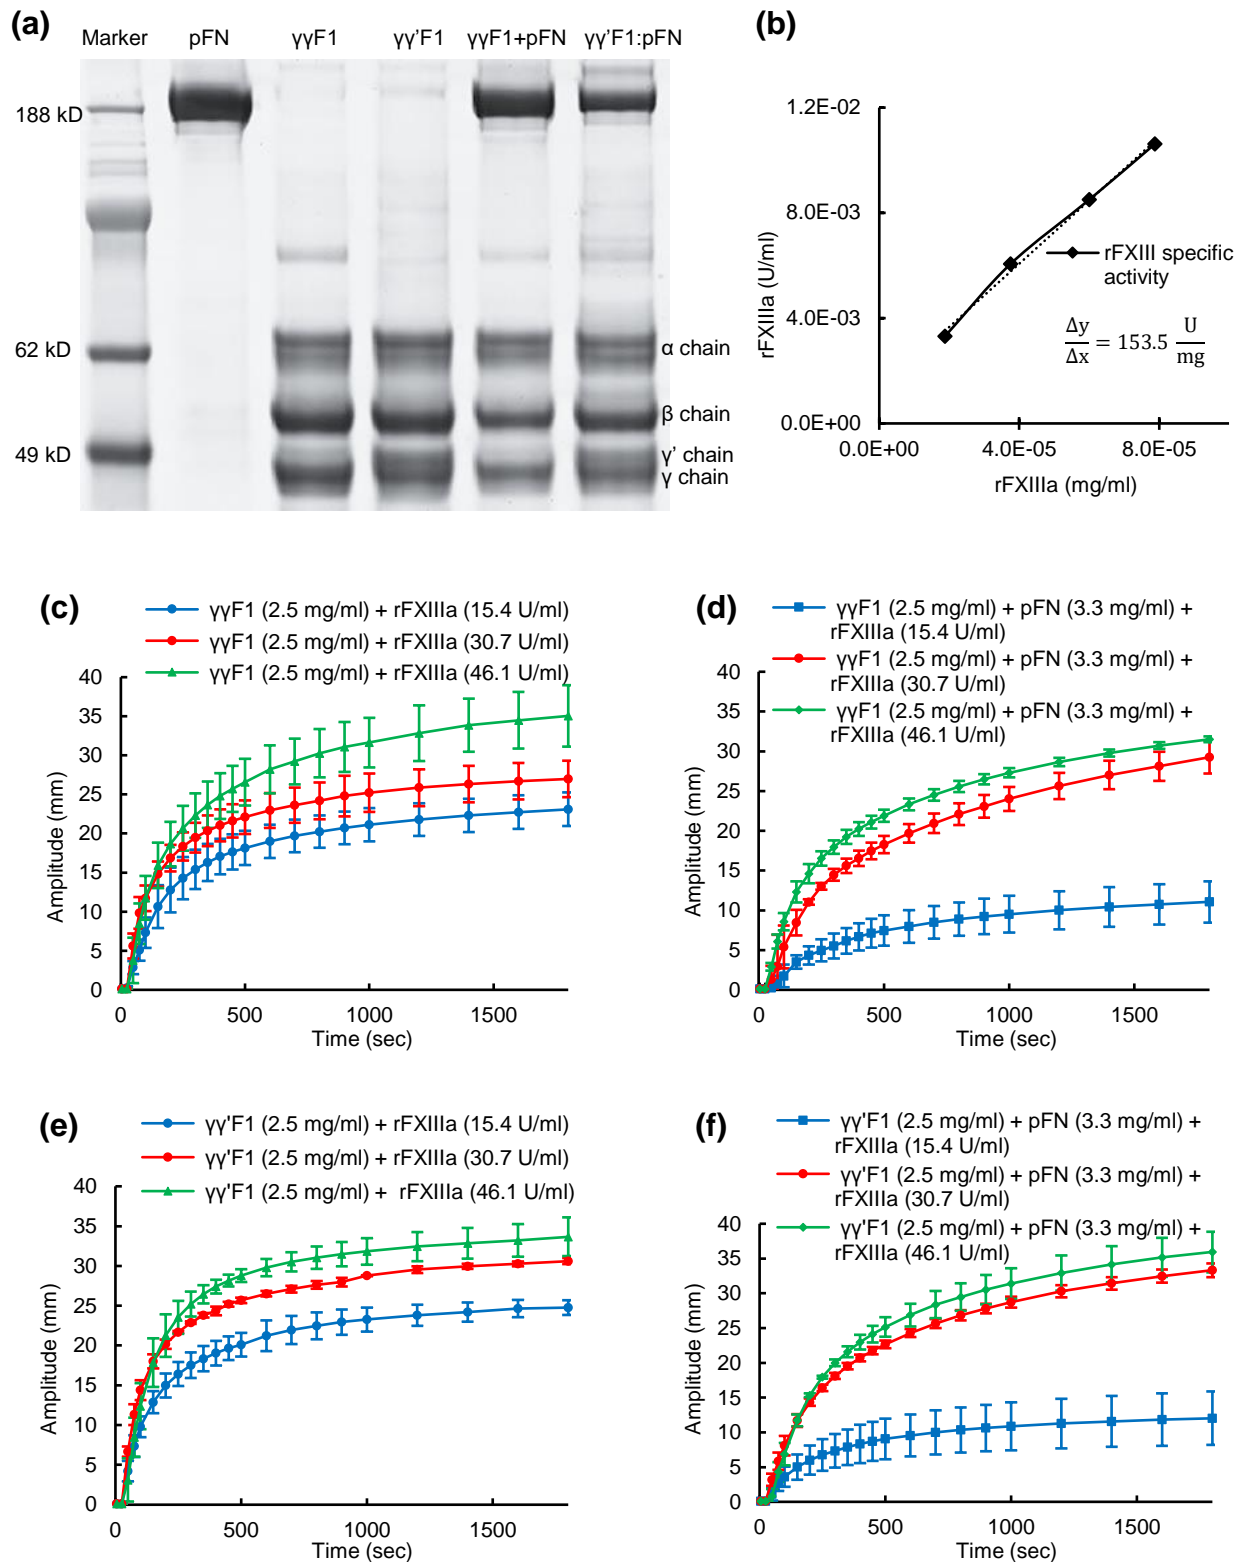 (a)
Marker pFN γγF1 γγ'F1 γγF1+pFN γγ'F1:pFN
188 kD
62 kD
49 kD
α chain
β chain
γ' chain
γ chain
(b)
1.2E-02
8.0E-03
4.0E-03
0.0E+00
0.0E+00 4.0E-05 8.0E-05
rFXIIIa (U/ml)
rFXIIIa (mg/ml)
rFXIII specific
activity
Δy/Δx = 153.5 U/mg
(c)
γγF1 (2.5 mg/ml) + rFXIIIa (15.4 U/ml)
γγF1 (2.5 mg/ml) + rFXIIIa (30.7 U/ml)
γγF1 (2.5 mg/ml) + rFXIIIa (46.1 U/ml)
40
35
30
25
20
15
10
5
0
0 500 1000 1500
Amplitude (mm)
Time (sec)
(d)
γγF1 (2.5 mg/ml) + pFN (3.3 mg/ml) +
rFXIIIa (15.4 U/ml)
γγF1 (2.5 mg/ml) + pFN (3.3 mg/ml) +
rFXIIIa (30.7 U/ml)
γγF1 (2.5 mg/ml) + pFN (3.3 mg/ml) +
rFXIIIa (46.1 U/ml)
40
35
30
25
20
15
10
5
0
0 500 1000 1500
Amplitude (mm)
Time (sec)
(e)
γγ'F1 (2.5 mg/ml) + rFXIIIa (15.4 U/ml)
γγ'F1 (2.5 mg/ml) + rFXIIIa (30.7 U/ml)
γγ'F1 (2.5 mg/ml) + rFXIIIa (46.1 U/ml)
40
35
30
25
20
15
10
5
0
0 500 1000 1500
Amplitude (mm)
Time (sec)
(f)
γγ'F1 (2.5 mg/ml) + pFN (3.3 mg/ml) +
rFXIIIa (15.4 U/ml)
γγ'F1 (2.5 mg/ml) + pFN (3.3 mg/ml) +
rFXIIIa (30.7 U/ml)
γγ'F1 (2.5 mg/ml) + pFN (3.3 mg/ml) +
rFXIIIa (46.1 U/ml)
40
35
30
25
20
15
10
5
0
0 500 1000 1500
Amplitude (mm)
Time (sec)